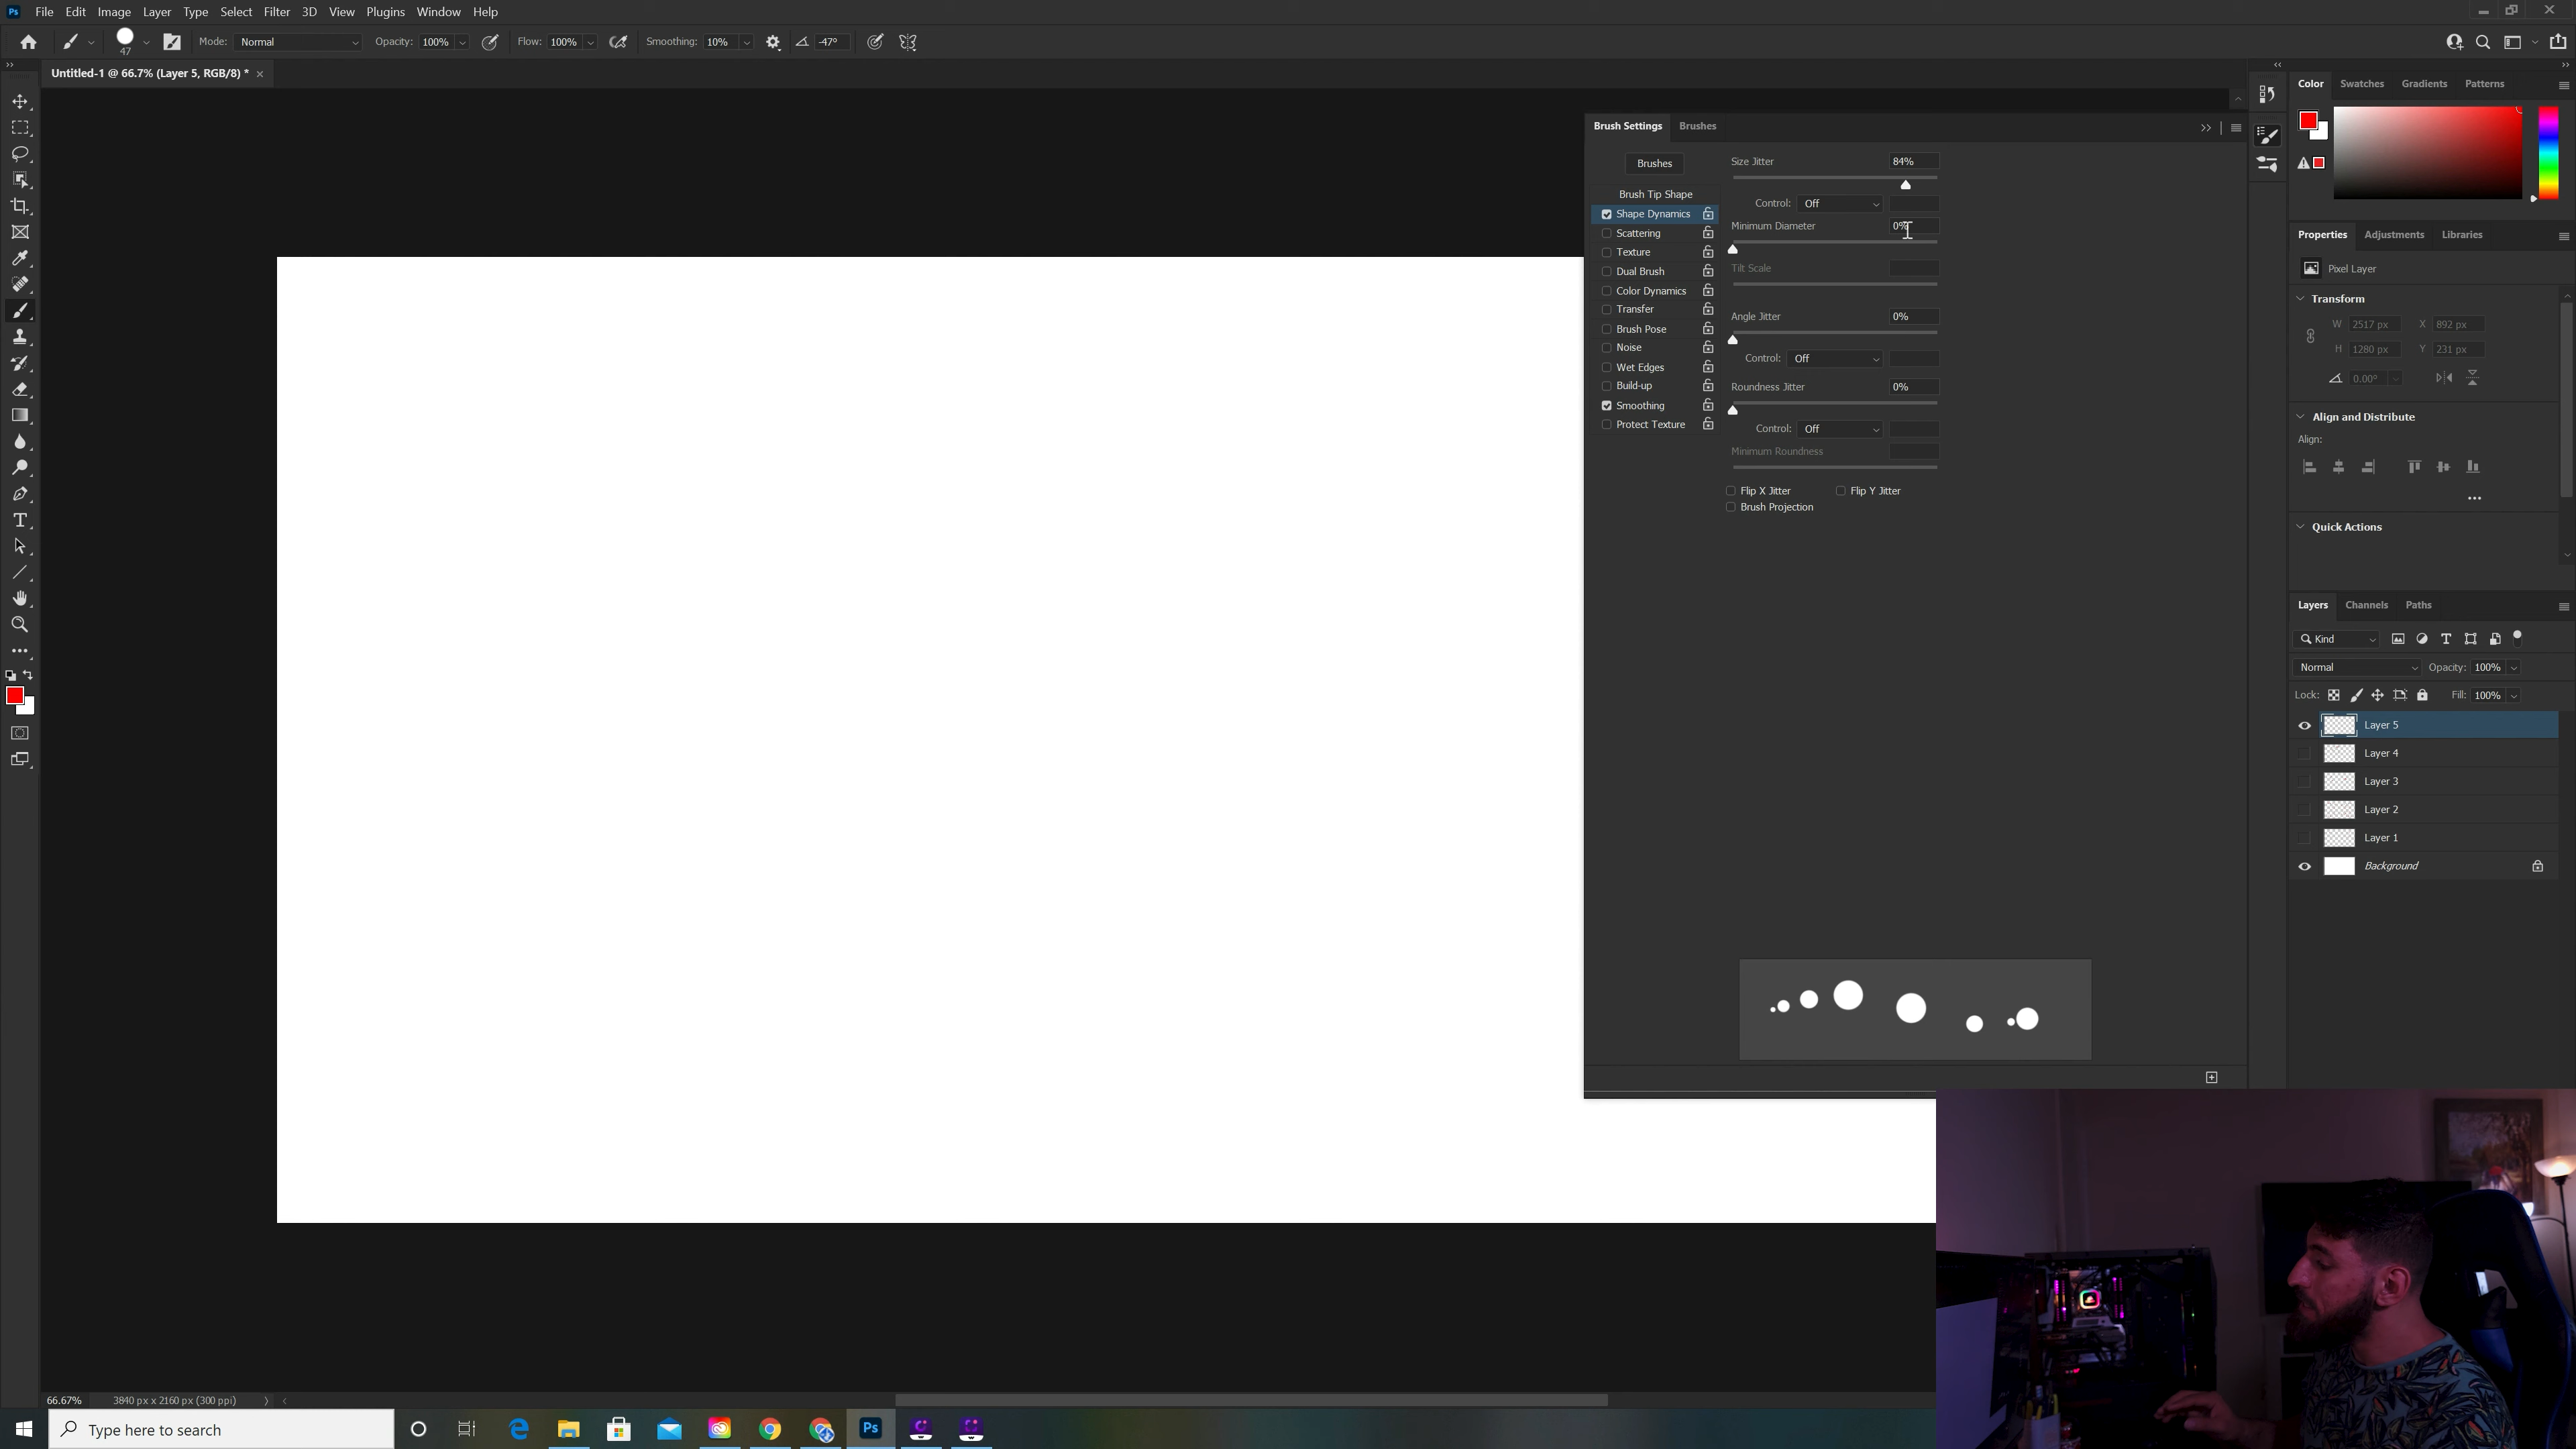 Ps File Edit Image Layer Type Select Filter 3D View Plugins Window Help
47 Mode: Normal Opacity: 100% Flow: 100% Smoothing: 10% -47°
Untitled-1 @ 66.7% (Layer 5, RGB/8) * ×
Brush Settings Brushes
Brushes
Brush Tip Shape
Shape Dynamics
Scattering
Texture
Dual Brush
Color Dynamics
Transfer
Brush Pose
Noise
Wet Edges
Build-up
Smoothing
Protect Texture
Size Jitter 84%
Control: Off
Minimum Diameter 0%
Tilt Scale
Angle Jitter 0%
Control: Off
Roundness Jitter 0%
Control: Off
Minimum Roundness
Flip X Jitter Flip Y Jitter
Brush Projection
Color Swatches Gradients Patterns
Properties Adjustments Libraries
Pixel Layer
Transform
W 2517 px X 892 px
H 1280 px Y 231 px
0.00°
Align and Distribute
Align:
Quick Actions
Layers Channels Paths
Kind
Normal Opacity: 100%
Lock: Fill: 100%
Layer 5
Layer 4
Layer 3
Layer 2
Layer 1
Background
66.67% 3840 px x 2160 px (300 ppi)
Type here to search
Ps